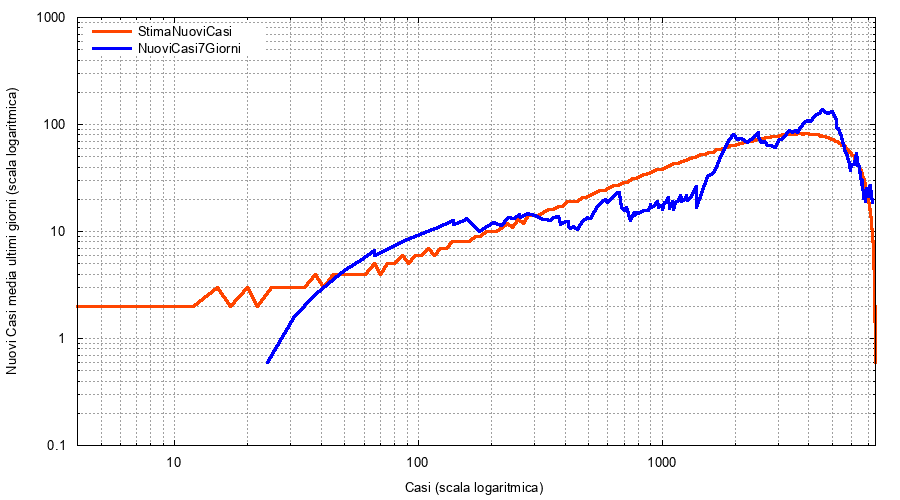 1000
100
10
1
0.1
Nuovi Casi media ultimi giorni (scala logaritmica)
StimaNuoviCasi
NuoviCasi7Giorni
10
100
1000
Casi (scala logaritmica)